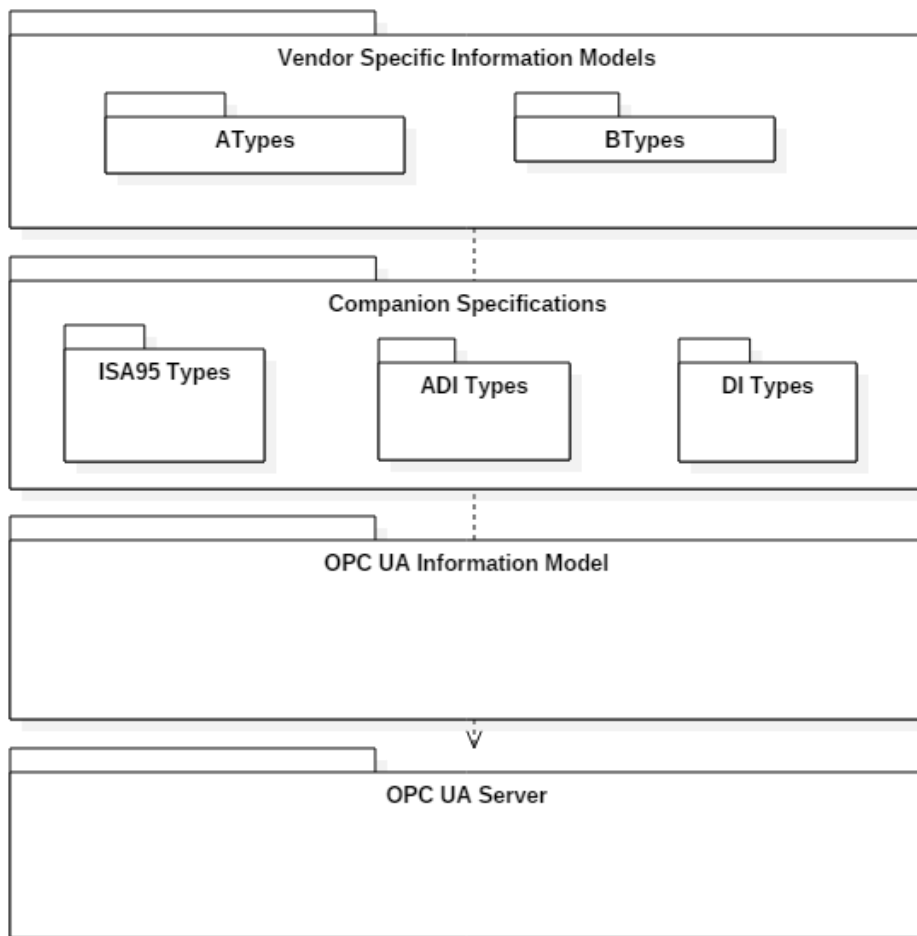 Vendor Specific Information Models
ATypes
BTypes
Companion Specifications
ISA95 Types
ADI Types
DI Types
OPC UA Information Model
OPC UA Server